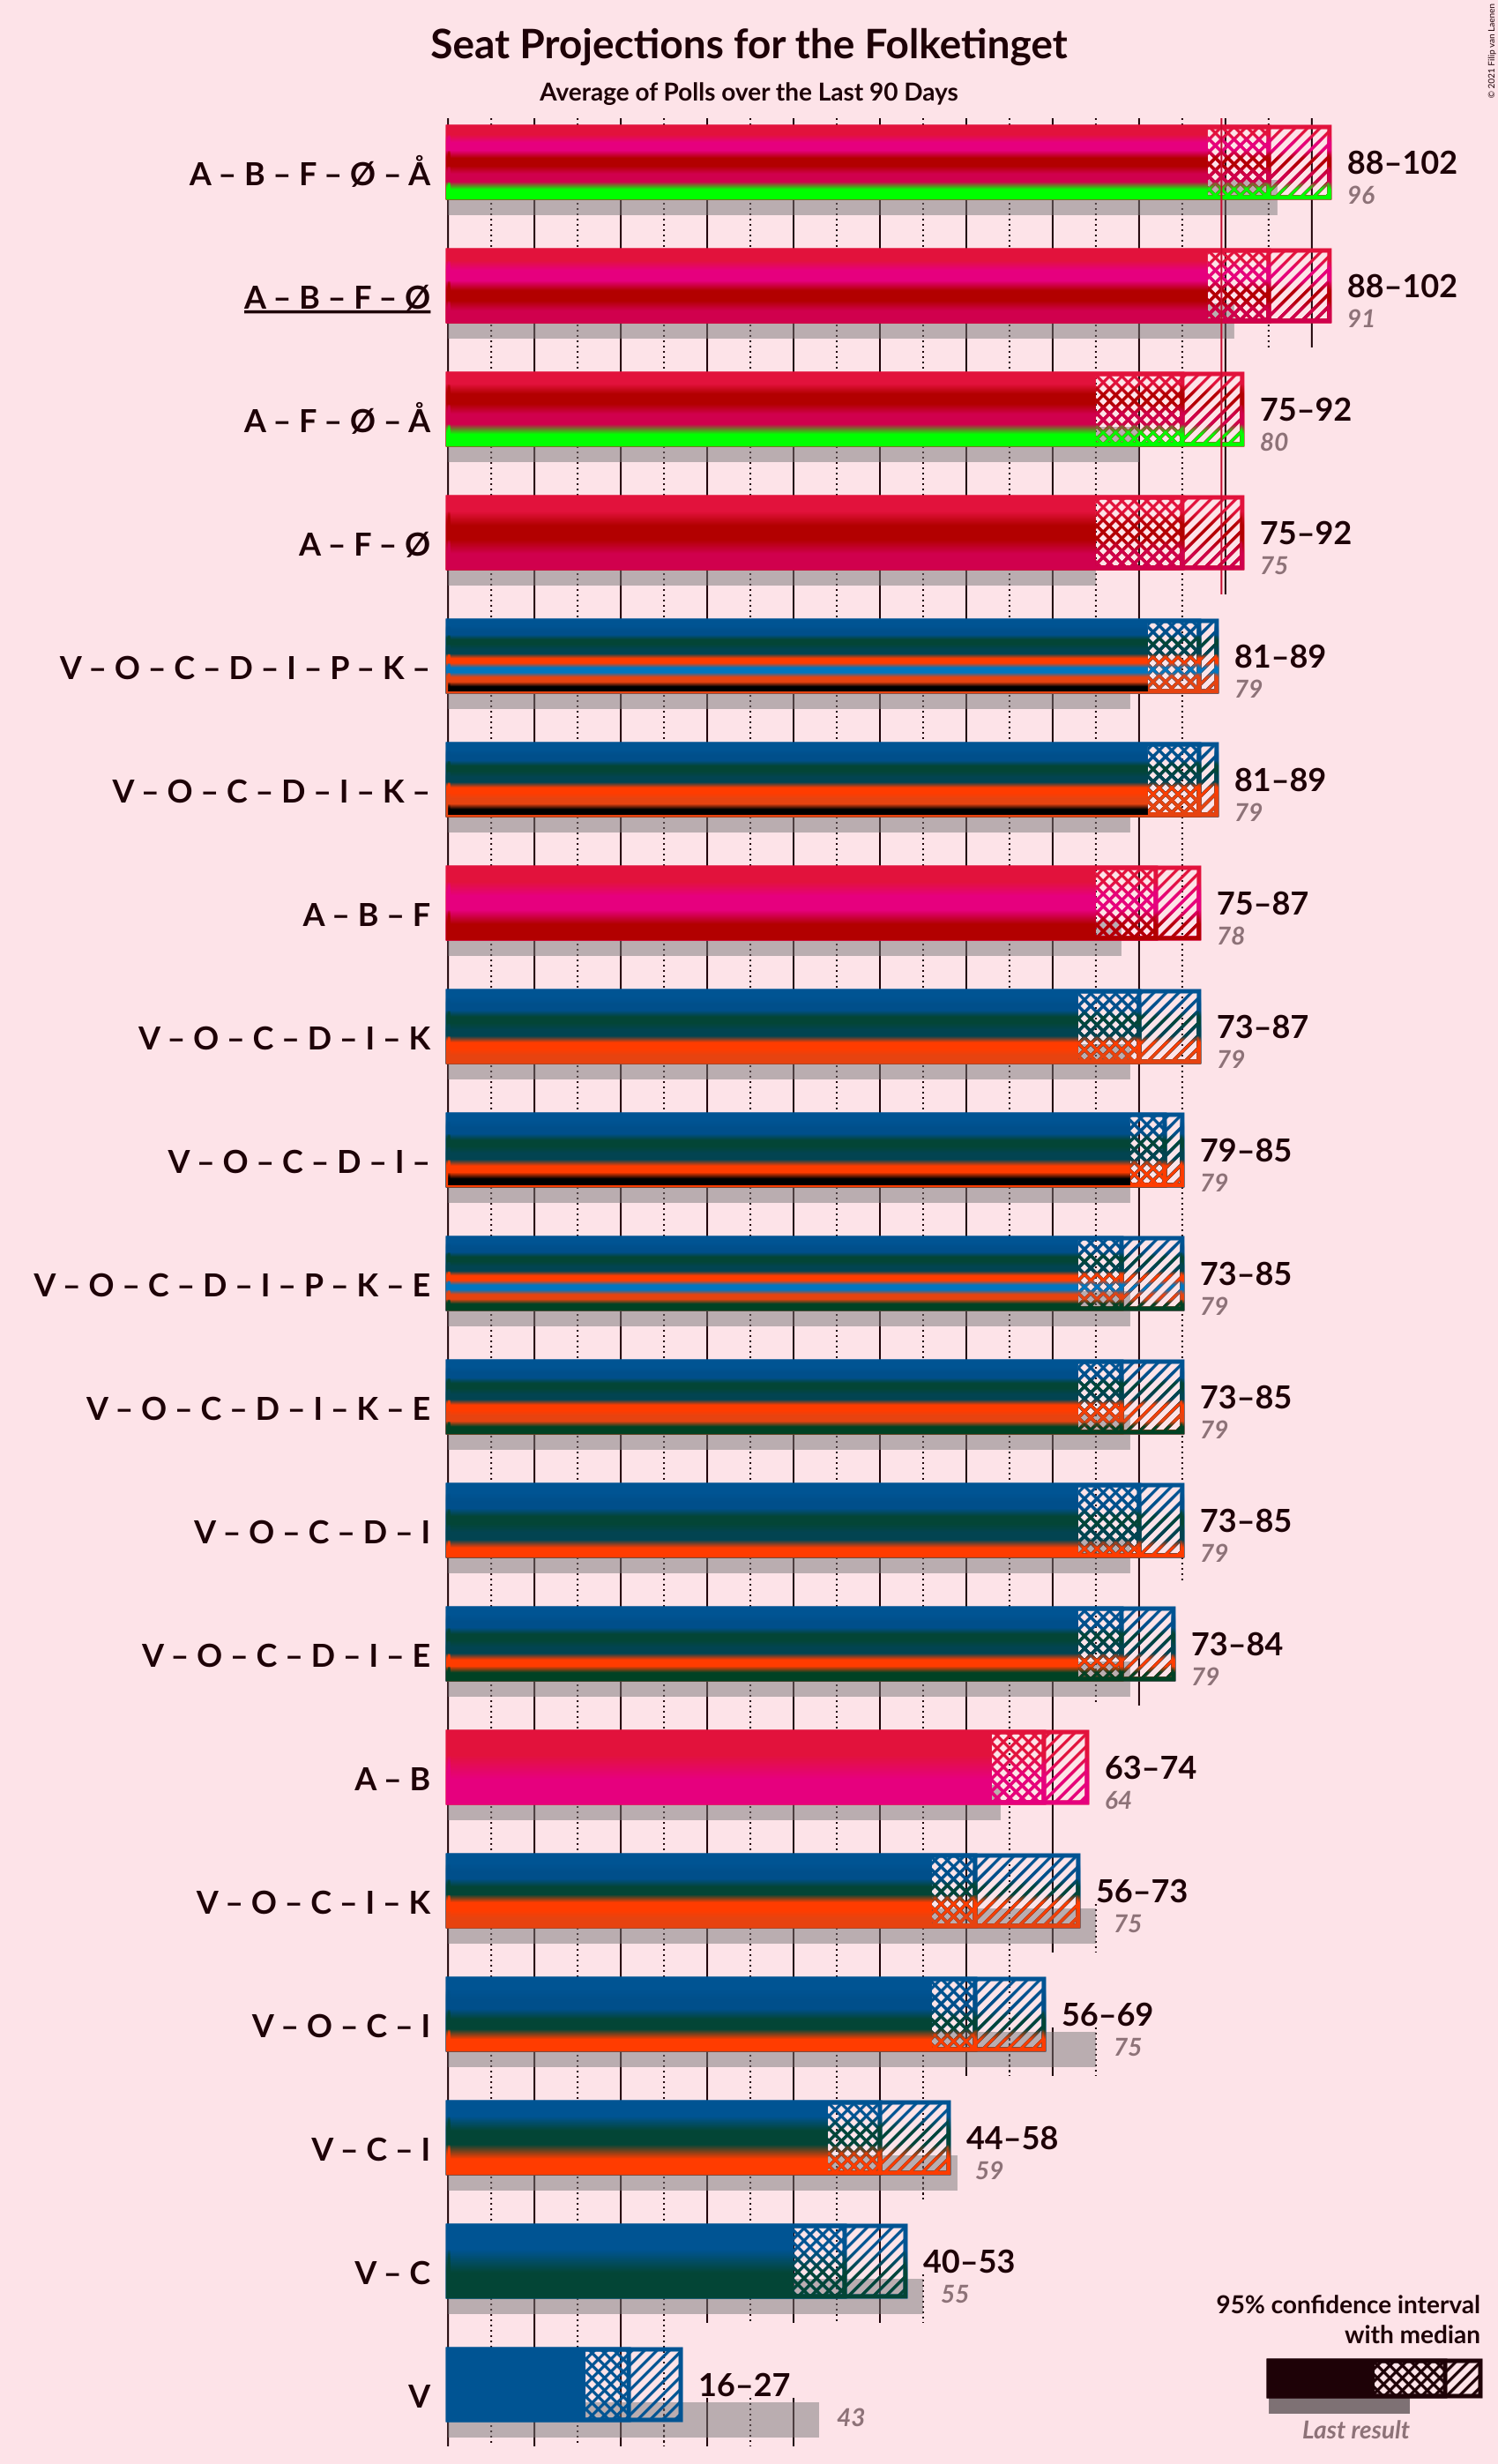 Seat Projections for the Folketinget
Average of Polls over the Last 90 Days
© 2021 Filip van Laenen
A – B – F – Ø – Å
88–102
96
A – B – F – Ø
88–102
91
A – F – Ø – Å
75–92
80
A – F – Ø
75–92
75
V – O – C – D – I – P – K –
81–89
79
V – O – C – D – I – K –
81–89
79
A – B – F
75–87
78
V – O – C – D – I – K
73–87
79
V – O – C – D – I –
79–85
79
V – O – C – D – I – P – K – E
73–85
79
V – O – C – D – I – K – E
73–85
79
V – O – C – D – I
73–85
79
V – O – C – D – I – E
73–84
79
A – B
63–74
64
V – O – C – I – K
56–73
75
V – O – C – I
56–69
75
V – C – I
44–58
59
V – C
40–53
55
V
16–27
43
95% confidence interval
with median
Last result